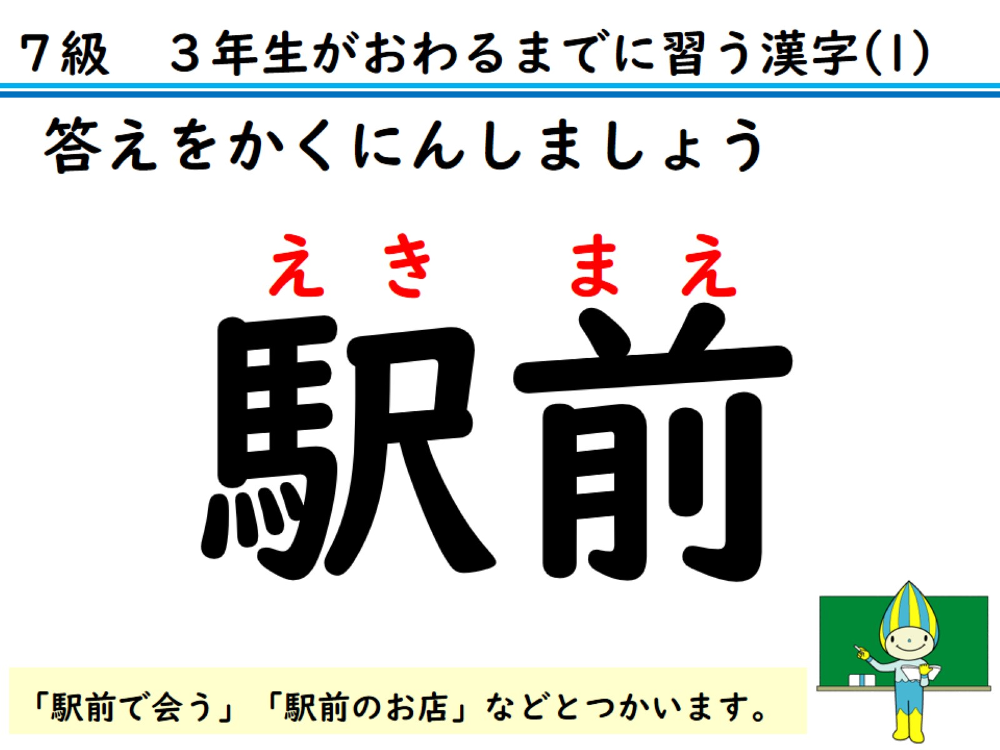 ７級　３年生がおわるまでに習う漢字(1)
答えをかくにんしましょう
えき　まえ
駅前
「駅前で会う」「駅前のお店」などとつかいます。